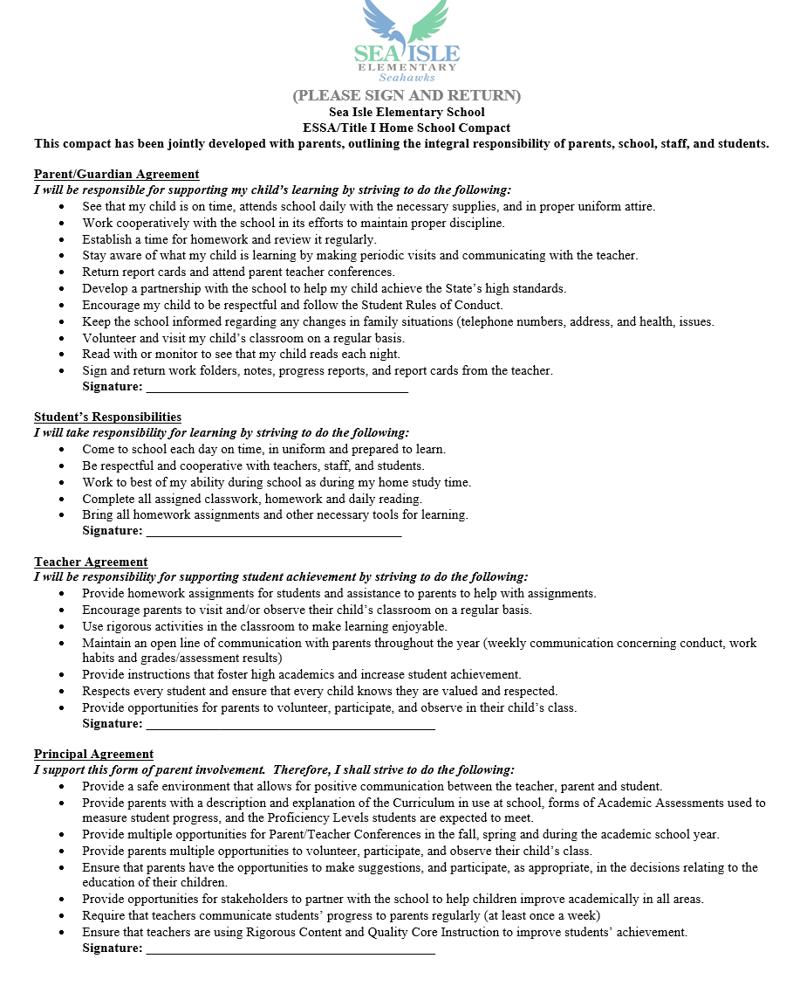 SEA ISLE
ELEMENTARY
Seahawks
(PLEASE SIGN AND RETURN)
Sea Isle Elementary School
ESSA/Title I Home School Compact
This compact has been jointly developed with parents, outlining the integral responsibility of parents, school, staff, and students.
Parent/Guardian Agreement
I will be responsible for supporting my child’s learning by striving to do the following:
• See that my child is on time, attends school daily with the necessary supplies, and in proper uniform attire.
• Work cooperatively with the school in its efforts to maintain proper discipline.
• Establish a time for homework and review it regularly.
• Stay aware of what my child is learning by making periodic visits and communicating with the teacher.
• Return report cards and attend parent teacher conferences.
• Develop a partnership with the school to help my child achieve the State’s high standards.
• Encourage my child to be respectful and follow the Student Rules of Conduct.
• Keep the school informed regarding any changes in family situations (telephone numbers, address, and health, issues.
• Volunteer and visit my child’s classroom on a regular basis.
• Read with or monitor to see that my child reads each night.
• Sign and return work folders, notes, progress reports, and report cards from the teacher.
Signature: ________________________________________
Student’s Responsibilities
I will take responsibility for learning by striving to do the following:
• Come to school each day on time, in uniform and prepared to learn.
• Be respectful and cooperative with teachers, staff, and students.
• Work to best of my ability during school as during my home study time.
• Complete all assigned classwork, homework and daily reading.
• Bring all homework assignments and other necessary tools for learning.
Signature: _______________________________________
Teacher Agreement
I will be responsibility for supporting student achievement by striving to do the following:
• Provide homework assignments for students and assistance to parents to help with assignments.
• Encourage parents to visit and/or observe their child’s classroom on a regular basis.
• Use rigorous activities in the classroom to make learning enjoyable.
• Maintain an open line of communication with parents throughout the year (weekly communication concerning conduct, work
habits and grades/assessment results)
• Provide instructions that foster high academics and increase student achievement.
• Respects every student and ensure that every child knows they are valued and respected.
• Provide opportunities for parents to volunteer, participate, and observe in their child’s class.
Signature: ____________________________________________
Principal Agreement
I support this form of parent involvement.  Therefore, I shall strive to do the following:
• Provide a safe environment that allows for positive communication between the teacher, parent and student.
• Provide parents with a description and explanation of the Curriculum in use at school, forms of Academic Assessments used to
measure student progress, and the Proficiency Levels students are expected to meet.
• Provide multiple opportunities for Parent/Teacher Conferences in the fall, spring and during the academic school year.
• Provide parents multiple opportunities to volunteer, participate, and observe their child’s class.
• Ensure that parents have the opportunities to make suggestions, and participate, as appropriate, in the decisions relating to the
education of their children.
• Provide opportunities for stakeholders to partner with the school to help children improve academically in all areas.
• Require that teachers communicate students’ progress to parents regularly (at least once a week)
• Ensure that teachers are using Rigorous Content and Quality Core Instruction to improve students’ achievement.
Signature: ____________________________________________